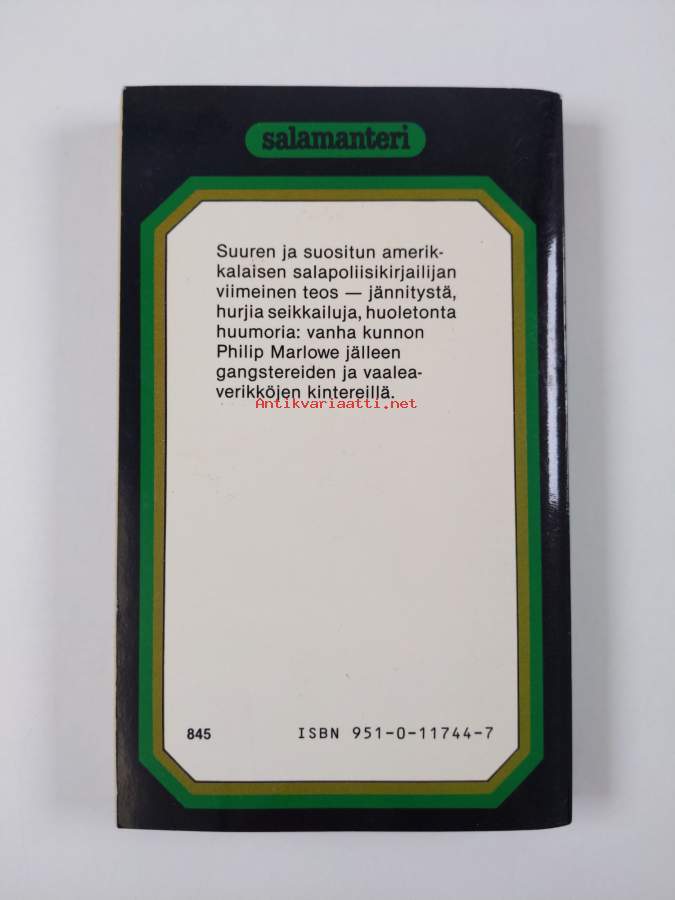 salamanteri
Suuren ja suositun amerik-
kalaisen salapoliisikirjailijan
viimeinen teos — jännitystä,
hurjia seikkailuja, huoletonta
huumoria: vanha kunnon
Philip Marlowe jälleen
gangstereiden ja vaalea-
verikköjen kintereillä.
Antikvariaatti.net
845 ISBN 951-0-11744-7